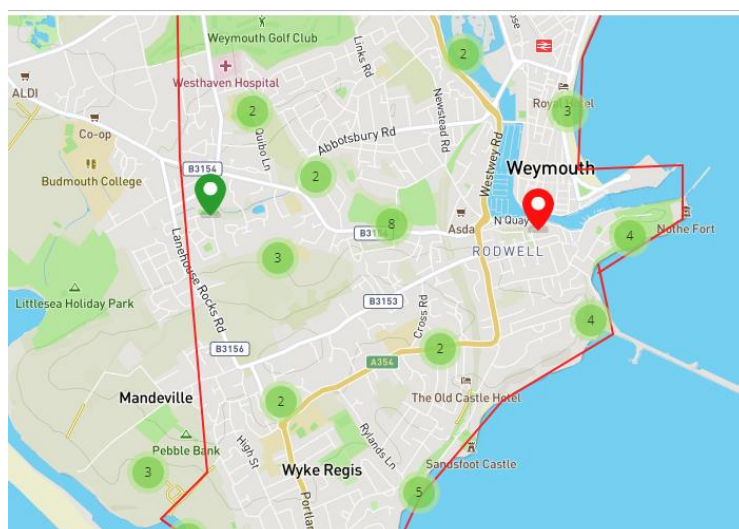 Weymouth Golf Club
Links Rd
2
Westhaven Hospital
ALDI
Newstead Rd
Royal Hotel
2
3
Quibo Ln
Co-op
Abbotsbury Rd
Westwey Rd
Budmouth College
B3154
2
Weymouth
8
B3154
Asda
N Quay
4
Nothe Fort
RODWELL
3
Lanehouse Rocks Rd
Littlesea Holiday Park
B3153
Cross Rd
4
B3156
2
A354
Mandeville
2
The Old Castle Hotel
Pebble Bank
High St
Rylands Ln
3
Wyke Regis
Sandsfoot Castle
5
Portland